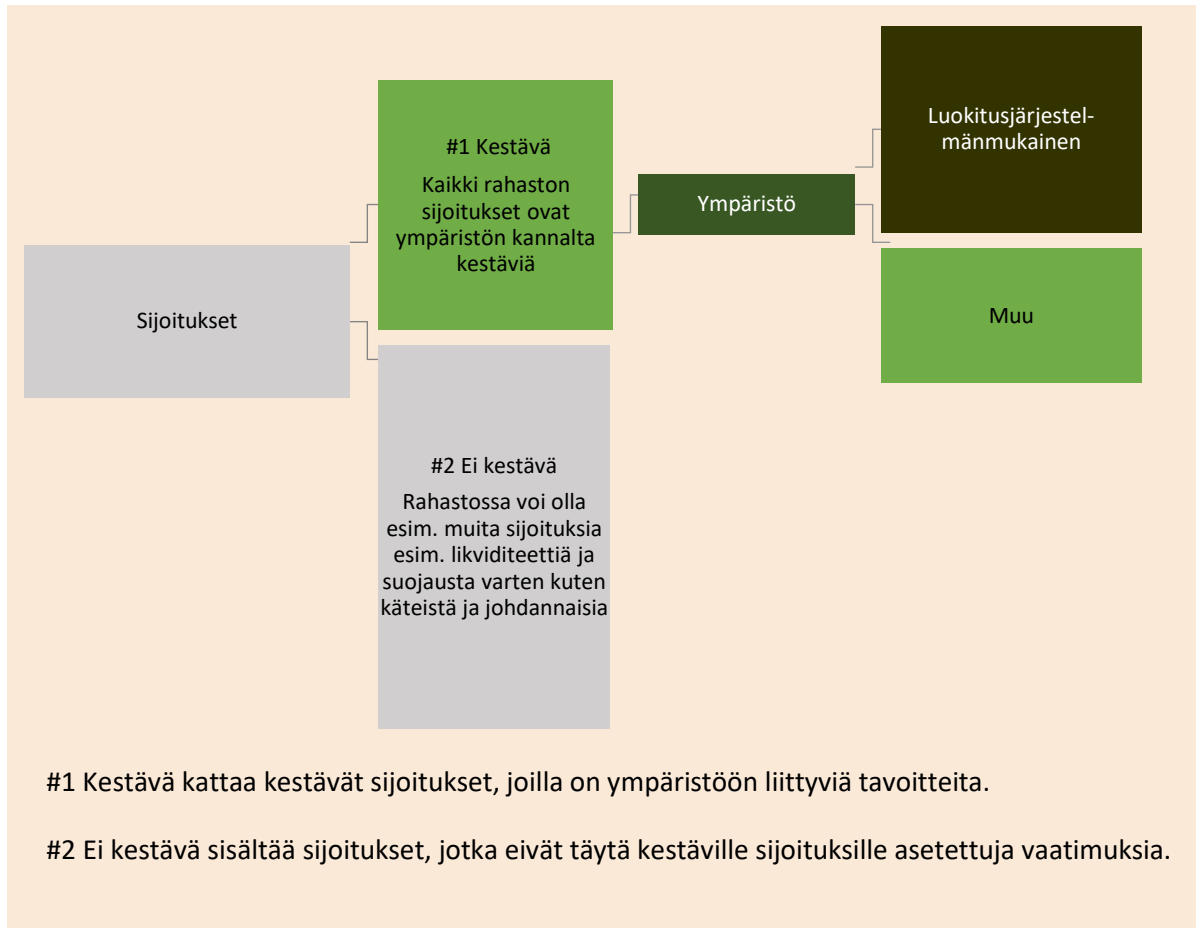 Sijoitukset
#1 Kestävä
Kaikki rahaston
sijoitukset ovat
ympäristön kannalta
kestäviä
#2 Ei kestävä
Rahastossa voi olla
esim. muita sijoituksia
esim. likviditeettiä ja
suojausta varten kuten
käteistä ja johdannaisia
Ympäristö
Luokitusjärjestel-
mänmukainen
Muu
#1 Kestävä kattaa kestävät sijoitukset, joilla on ympäristöön liittyviä tavoitteita.
#2 Ei kestävä sisältää sijoitukset, jotka eivät täytä kestäville sijoituksille asetettuja vaatimuksia.